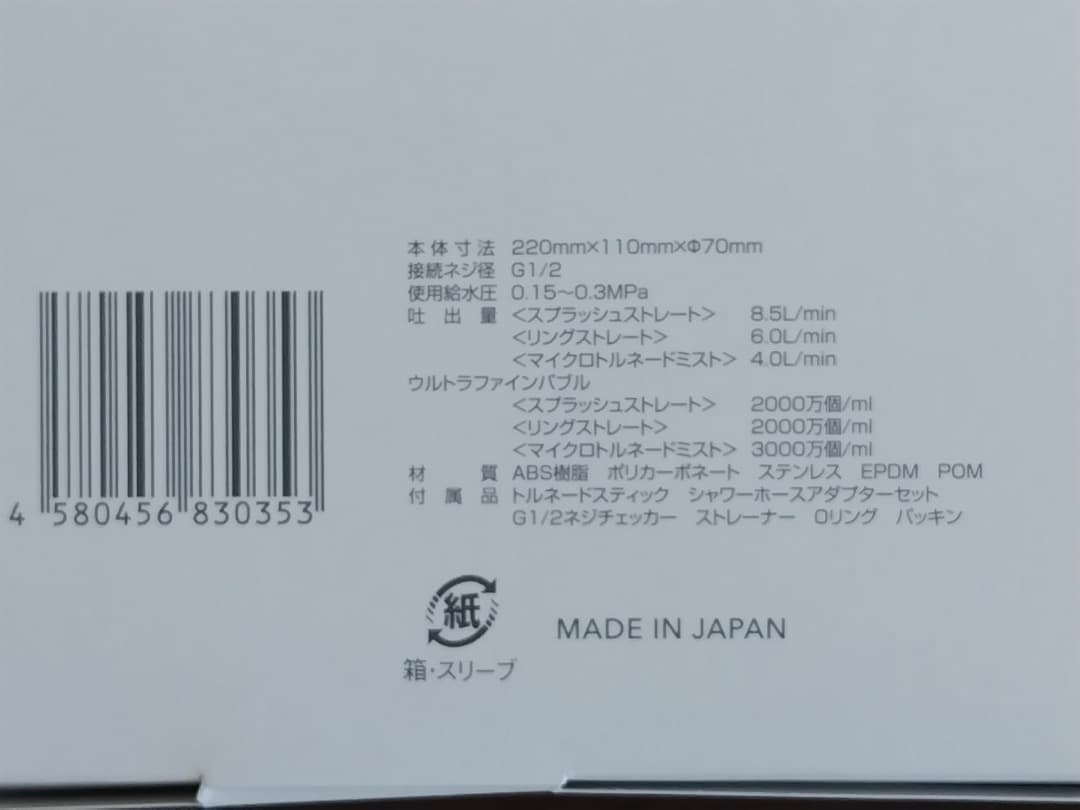 本体寸法 220mm×110mm×Φ70mm
接続ネジ径 G1/2
使用給水圧 0.15～0.3MPa
吐出量 <スプラッシュストレート> 8.5L/min
<リングストレート> 6.0L/min
<マイクロトルネードミスト> 4.0L/min
ウルトラファインバブル
<スプラッシュストレート> 2000万個/ml
<リングストレート> 2000万個/ml
<マイクロトルネードミスト> 3000万個/ml
材質 ABS樹脂 ポリカーボネート ステンレス EPDM POM
付属品 トルネードスティック シャワーホースアダプターセット
G1/2ネジチェッカー ストレーナー Oリング パッキン
4 580456 830353
紙
箱・スリーブ
MADE IN JAPAN